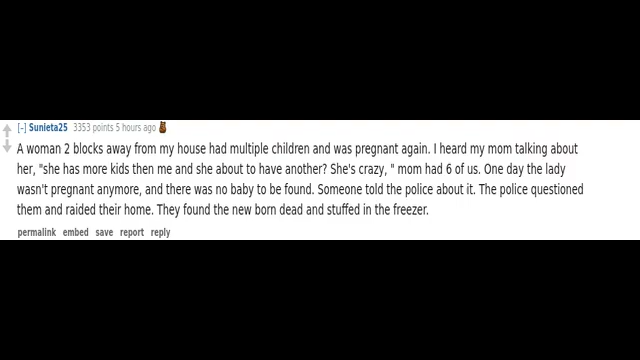 [-] Sunieta25 3353 points 5 hours ago
A woman 2 blocks away from my house had multiple children and was pregnant again. I heard my mom talking about
her, "she has more kids then me and she about to have another? She's crazy, " mom had 6 of us. One day the lady
wasn't pregnant anymore, and there was no baby to be found. Someone told the police about it. The police questioned
them and raided their home. They found the new born dead and stuffed in the freezer.
permalink embed save report reply